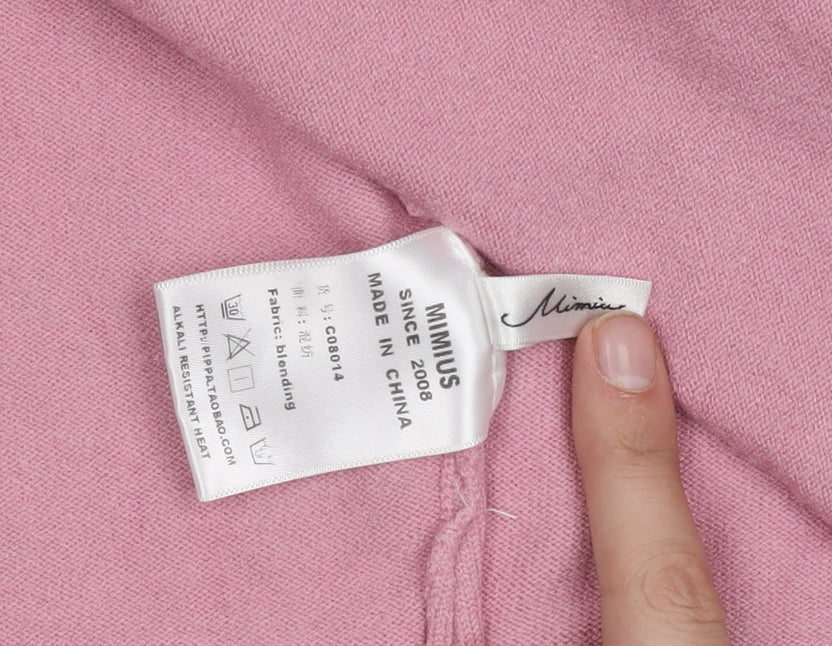 MIMIUS
SINCE 2008
MADE IN CHINA
货号: C08014
面料: 混纺
Fabric: blending
30
HTTP:/PIPPA.TAOBAO.COM
ALKALI RESISTANT HEAT
Mimiu